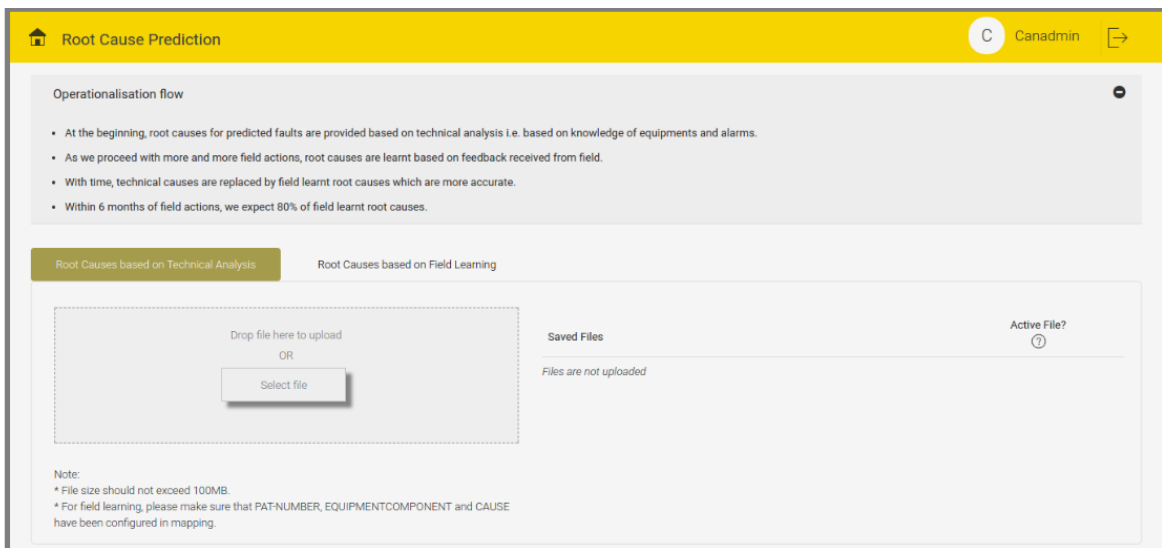 Root Cause Prediction
C
Canadmin
Operationalisation flow
• At the beginning, root causes for predicted faults are provided based on technical analysis i.e. based on knowledge of equipments and alarms.
• As we proceed with more and more field actions, root causes are learnt based on feedback received from field.
• With time, technical causes are replaced by field learnt root causes which are more accurate.
• Within 6 months of field actions, we expect 80% of field learnt root causes.
Root Causes based on Technical Analysis
Root Causes based on Field Learning
Drop file here to upload
OR
Select file
Saved Files
Active File?
?
Files are not uploaded
Note:
* File size should not exceed 100MB.
* For field learning, please make sure that PAT-NUMBER, EQUIPMENTCOMPONENT and CAUSE
have been configured in mapping.